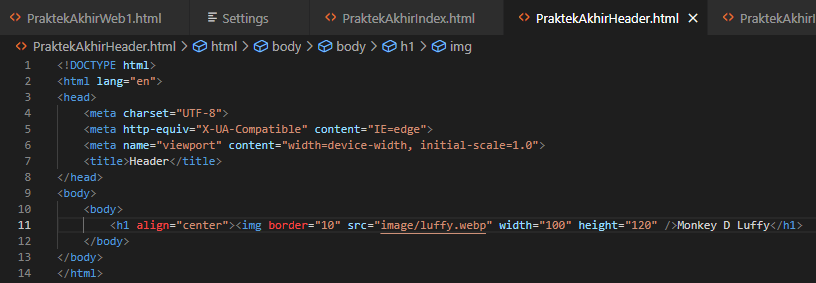 PraktekAkhirWeb1.html Settings PraktekAkhirIndex.html PraktekAkhirHeader.html × PraktekAkhirI
PraktekAkhirHeader.html > html > body > body > h1 > img
1 <!DOCTYPE html>
2 <html lang="en">
3 <head>
4 <meta charset="UTF-8">
5 <meta http-equiv="X-UA-Compatible" content="IE=edge">
6 <meta name="viewport" content="width=device-width, initial-scale=1.0">
7 <title>Header</title>
8 </head>
9 <body>
10 <body>
11 <h1 align="center"><img border="10" src="image/luffy.webp" width="100" height="120" />Monkey D Luffy</h1>
12 </body>
13 </body>
14 </html>